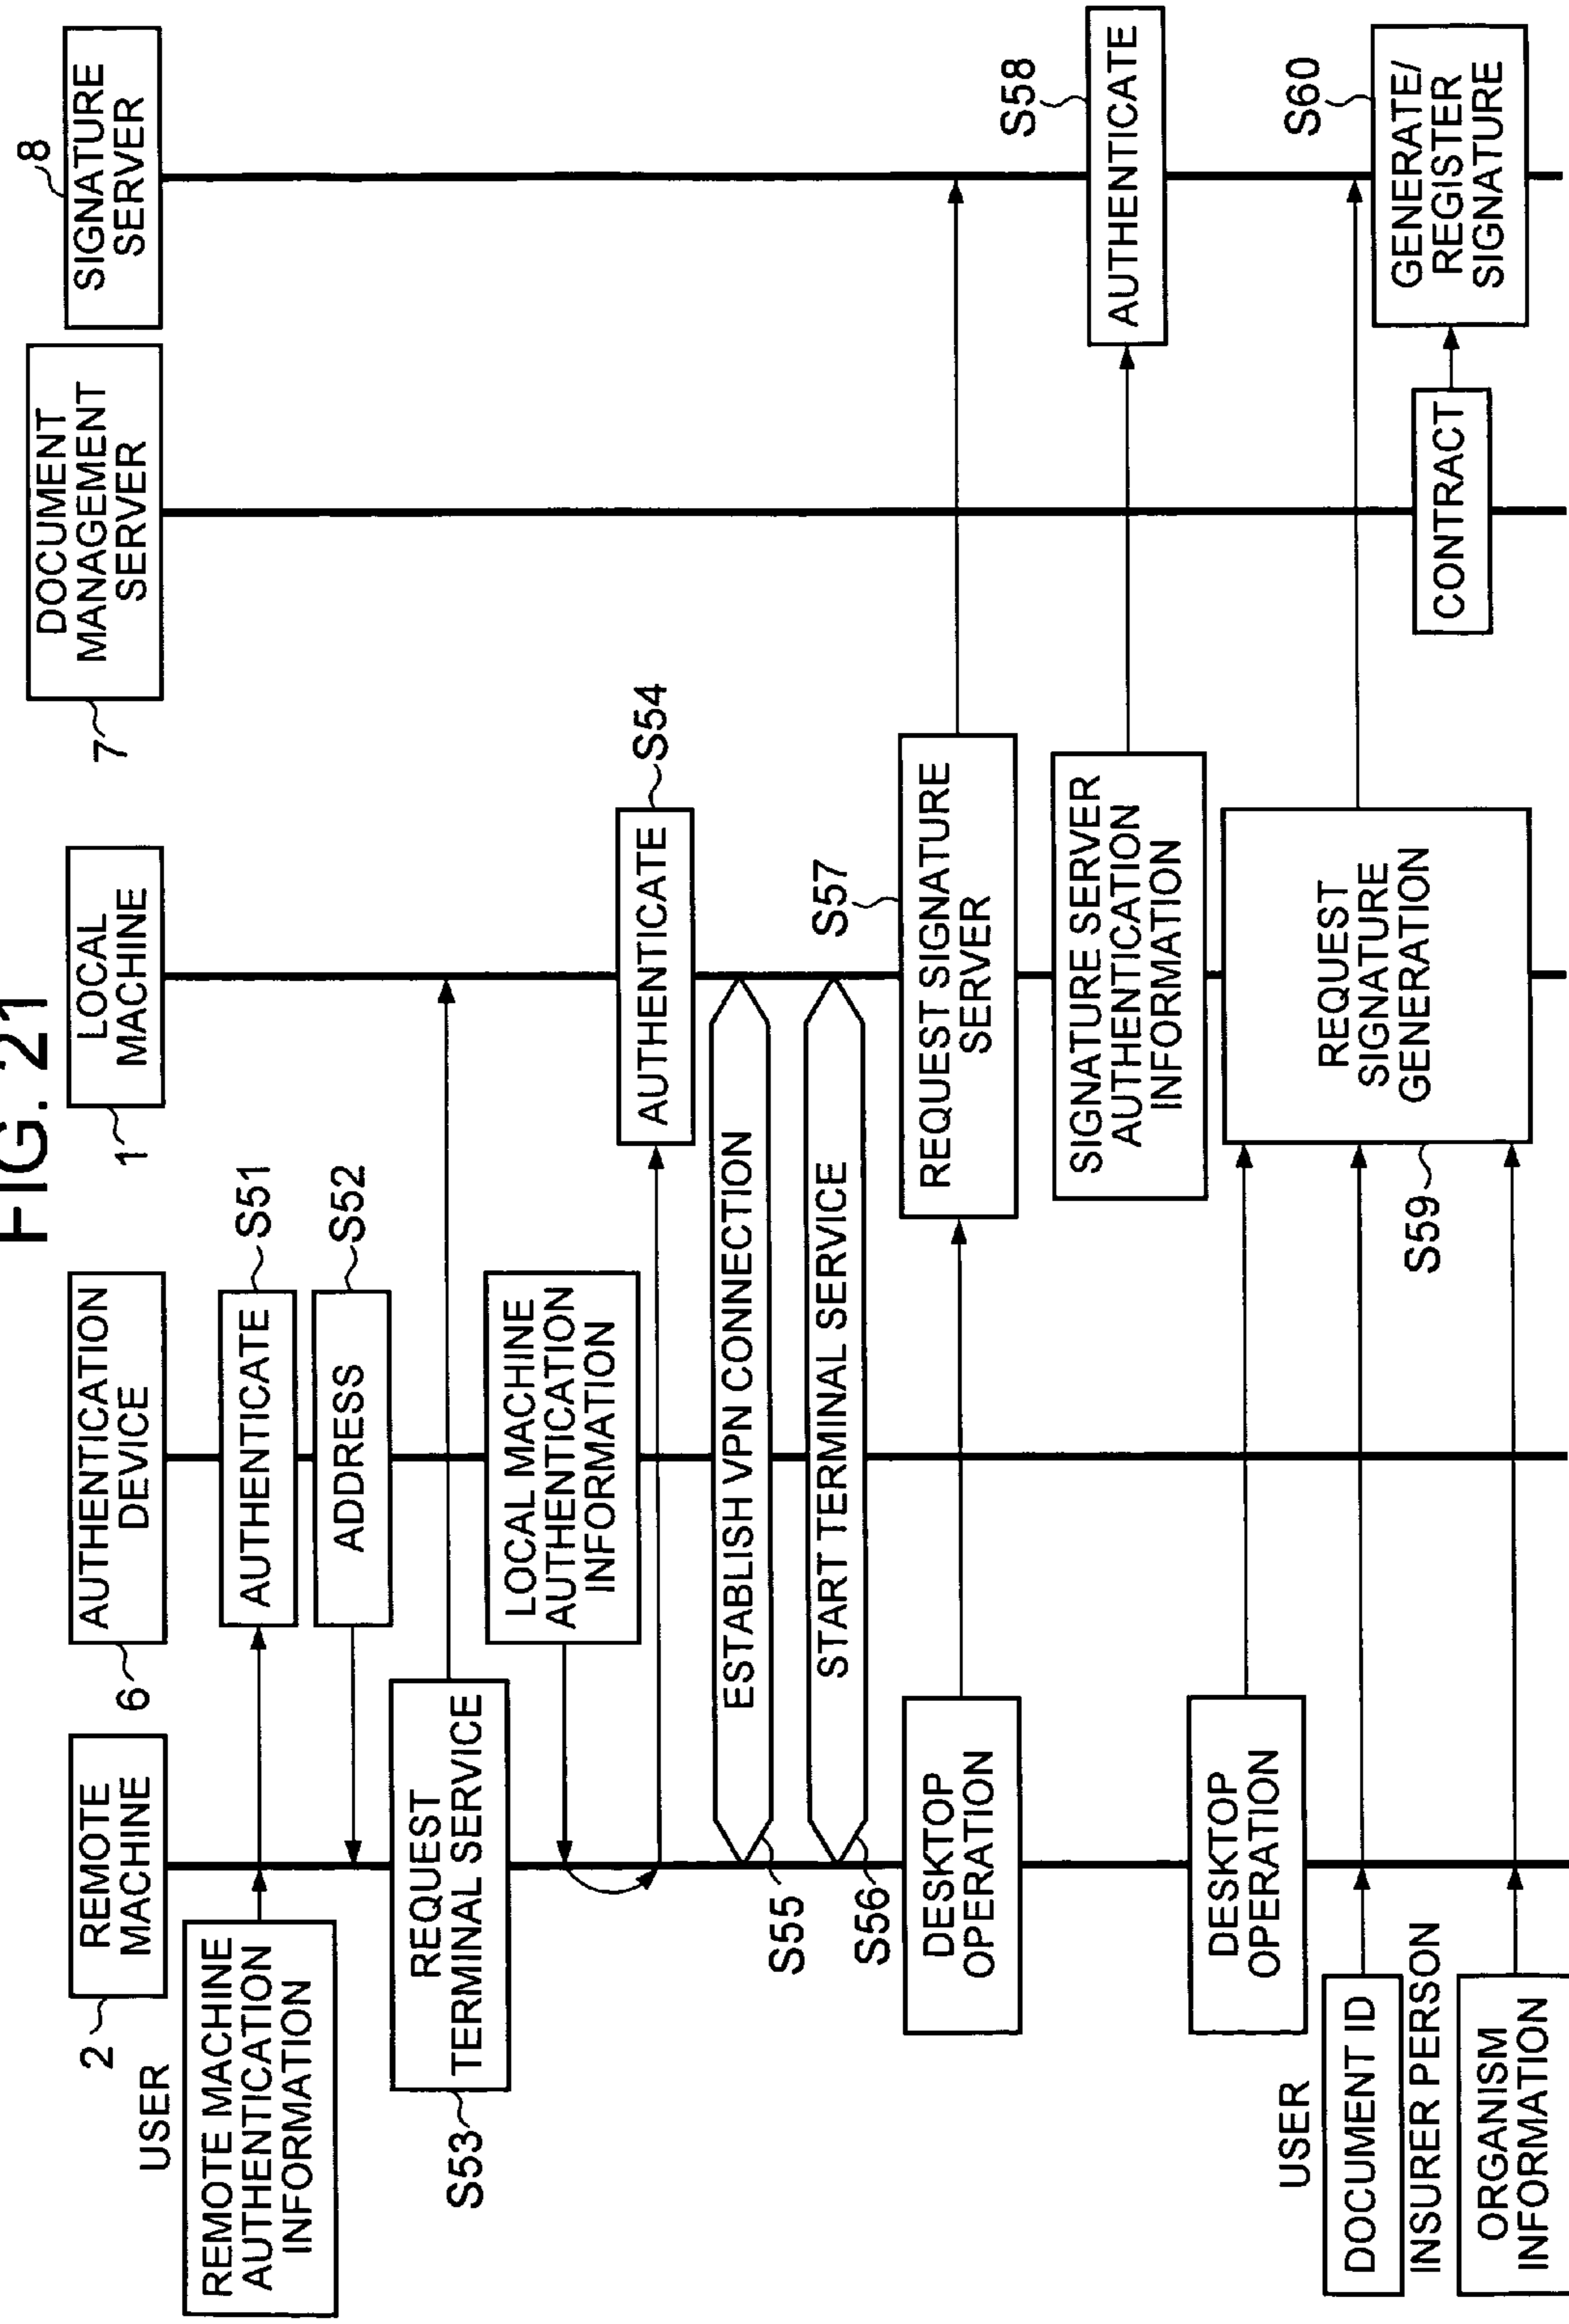 FIG. 21
REMOTE
MACHINE
2
AUTHENTICATION
DEVICE
6
LOCAL
MACHINE
1
DOCUMENT
MANAGEMENT
SERVER
7
SIGNATURE
SERVER
8
USER
REMOTE MACHINE
AUTHENTICATION
INFORMATION
AUTHENTICATE
S51
ADDRESS
S52
REQUEST
TERMINAL SERVICE
S53
LOCAL MACHINE
AUTHENTICATION
INFORMATION
AUTHENTICATE
S54
ESTABLISH VPN CONNECTION
S55
START TERMINAL SERVICE
S56
DESKTOP
OPERATION
REQUEST SIGNATURE
SERVER
S57
SIGNATURE SERVER
AUTHENTICATION
INFORMATION
AUTHENTICATE
S58
DESKTOP
OPERATION
USER
DOCUMENT ID
INSURER PERSON
ORGANISM
INFORMATION
REQUEST
SIGNATURE
GENERATION
S59
CONTRACT
GENERATE/
REGISTER
SIGNATURE
S60